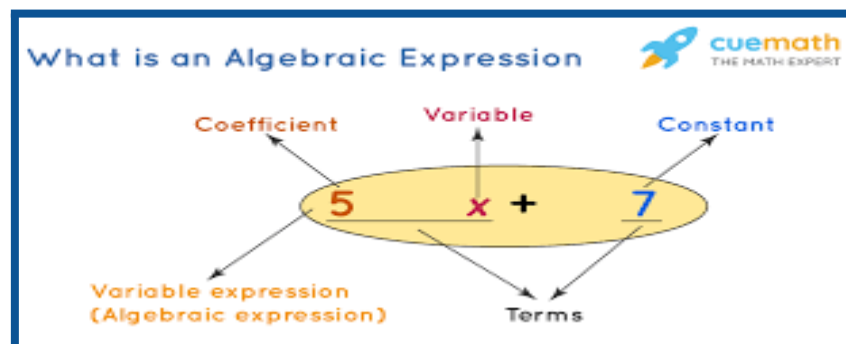 What is an Algebraic Expression
cuemath
THE MATH EXPERT
Coefficient
Variable
Constant
5 x + 7
Variable expression
(Algebraic expression)
Terms